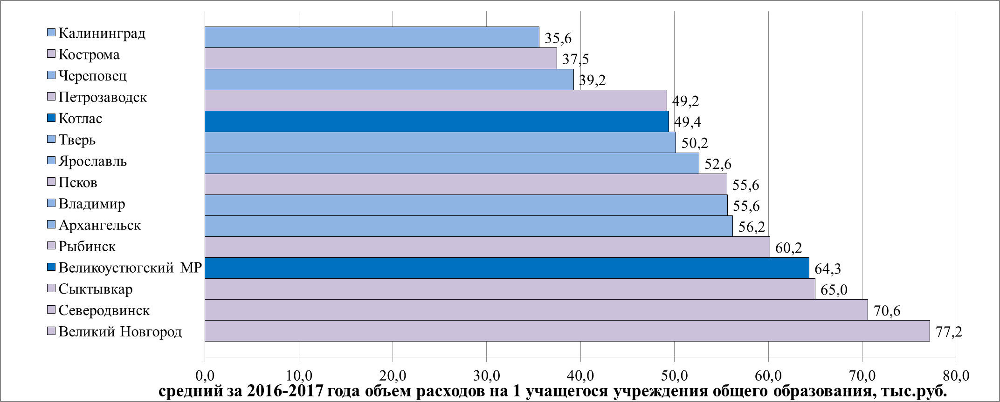 Калининград 35,6
Кострома 37,5
Череповец 39,2
Петрозаводск 49,2
Котлас 49,4
Тверь 50,2
Ярославль 52,6
Псков 55,6
Владимир 55,6
Архангельск 56,2
Рыбинск 60,2
Великоустюгский МР 64,3
Сыктывкар 65,0
Северодвинск 70,6
Великий Новгород 77,2
0,0 10,0 20,0 30,0 40,0 50,0 60,0 70,0 80,0
средний за 2016-2017 года объем расходов на 1 учащегося учреждения общего образования, тыс.руб.